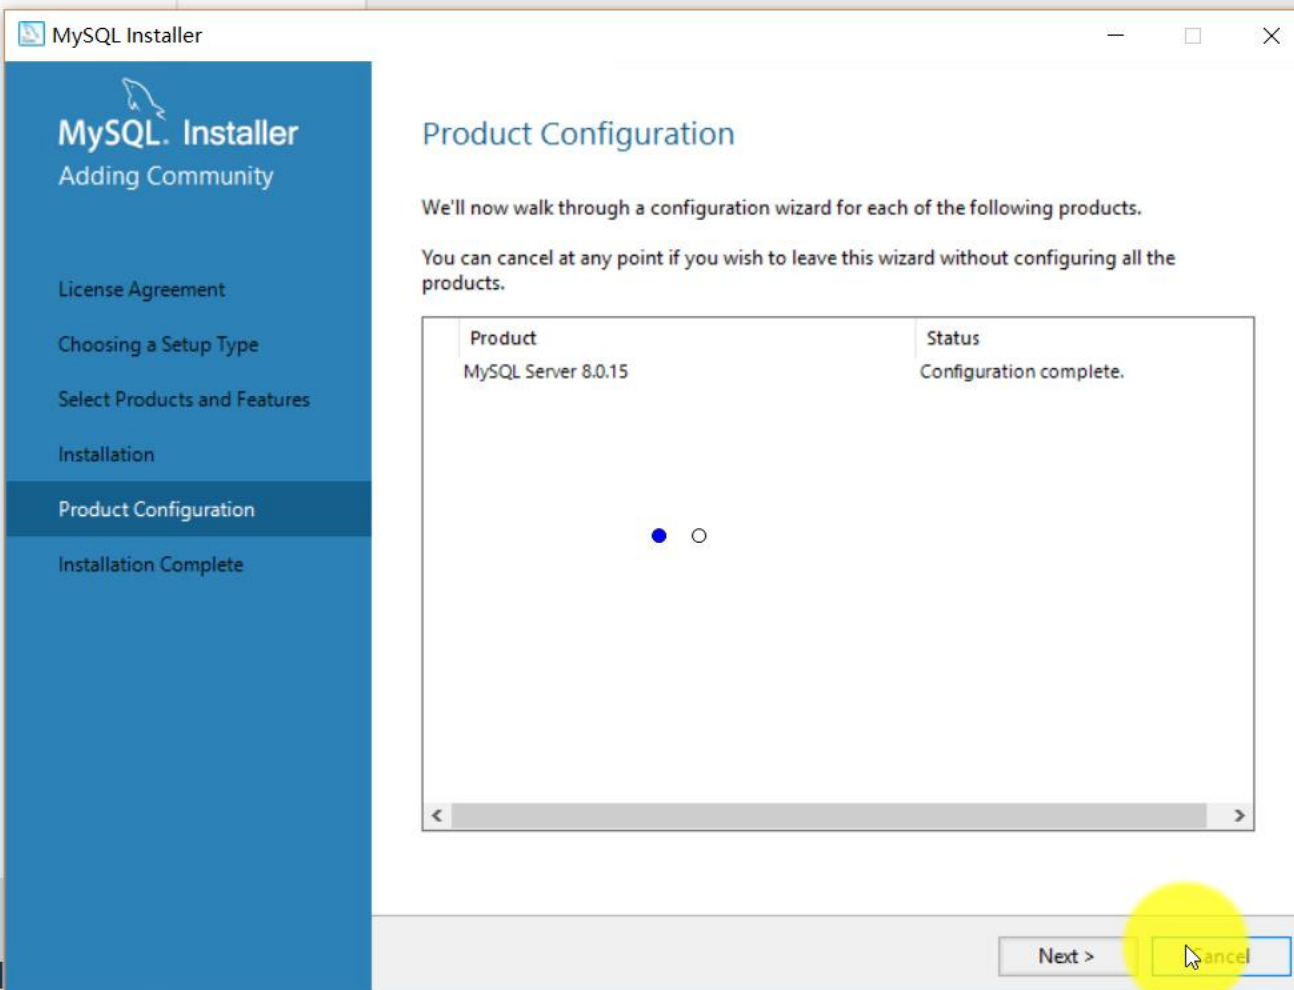 MySQL Installer
MySQL. Installer
Adding Community
License Agreement
Choosing a Setup Type
Select Products and Features
Installation
Product Configuration
Installation Complete
Product Configuration
We'll now walk through a configuration wizard for each of the following products.
You can cancel at any point if you wish to leave this wizard without configuring all the
products.
Product Status
MySQL Server 8.0.15 Configuration complete.
Next > Cancel